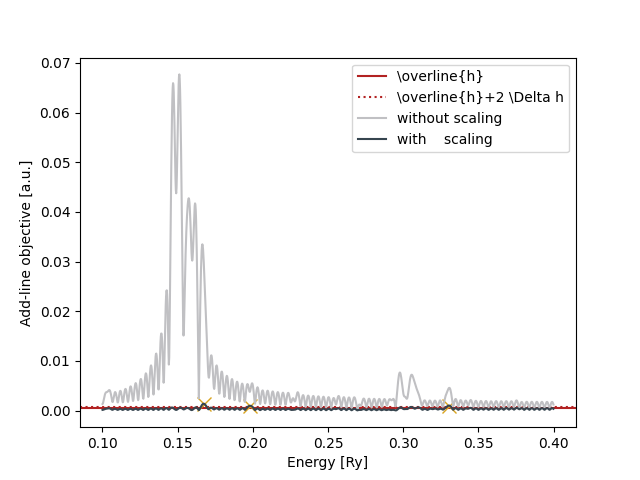 0.07
0.06
0.05
0.04
0.03
0.02
0.01
0.00
Add-line objective [a.u.]
\overline{h}
\overline{h}+2 \Delta h
without scaling
with    scaling
0.10 0.15 0.20 0.25 0.30 0.35 0.40
Energy [Ry]